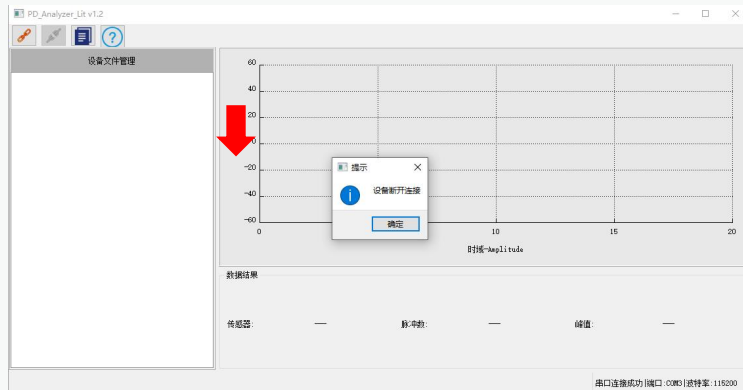 PD_Analyzer_Lit v1.2
设备文件管理
60
40
20
0
-20
-40
-60
0
10
15
20
时域-Amplitude
提示
设备断开连接
确定
数据结果
传感器: —— 脉冲数: —— 峰值: ——
串口连接成功|端口:COM3|波特率:115200